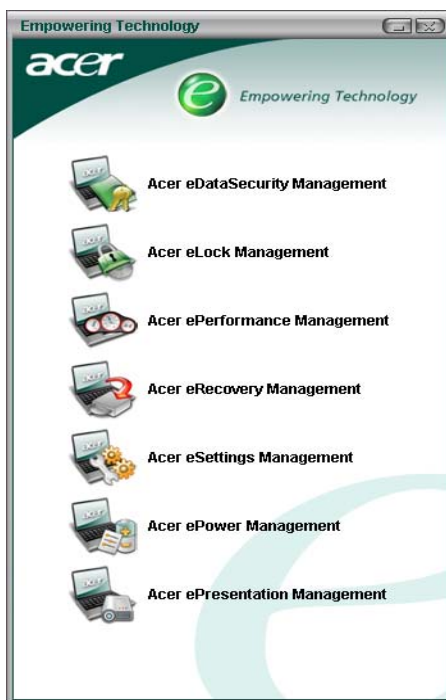 Empowering Technology
acer
e Empowering Technology
Acer eDataSecurity Management
Acer eLock Management
Acer ePerformance Management
Acer eRecovery Management
Acer eSettings Management
Acer ePower Management
Acer ePresentation Management